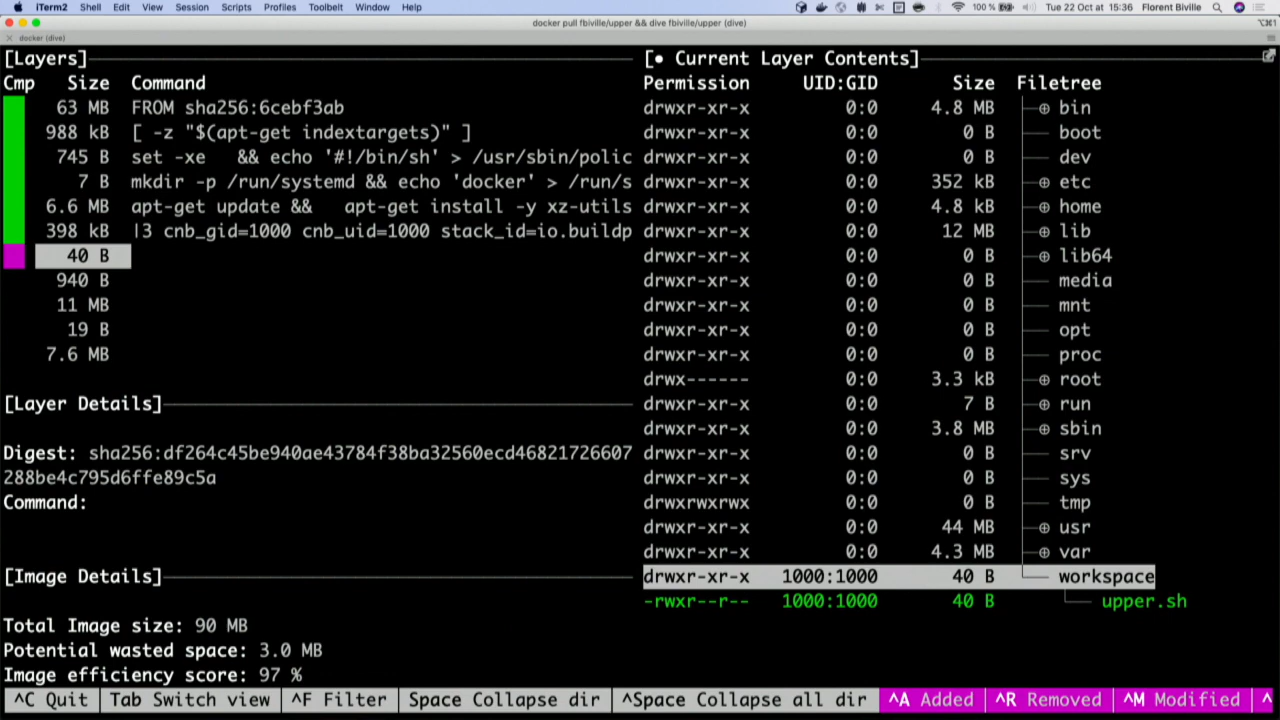 iTerm2 Shell Edit View Session Scripts Profiles Toolbelt Window Help 100 % Tue 22 Oct at 15:36 Florent Biville
docker pull fbiville/upper && dive fbiville/upper (dive)
⌥⌘1
× docker (dive)
[Layers]
Cmp Size Command
63 MB FROM sha256:6cebf3ab
988 kB [ -z "$(apt-get indextargets)" ]
745 B set -xe && echo '#!/bin/sh' > /usr/sbin/polic
7 B mkdir -p /run/systemd && echo 'docker' > /run/s
6.6 MB apt-get update && apt-get install -y xz-utils
398 kB |3 cnb_gid=1000 cnb_uid=1000 stack_id=io.buildp
40 B
940 B
11 MB
19 B
7.6 MB
[Layer Details]
Digest: sha256:df264c45be940ae43784f38ba32560ecd46821726607
288be4c795d6ffe89c5a
Command:
[Image Details]
Total Image size: 90 MB
Potential wasted space: 3.0 MB
Image efficiency score: 97 %
[● Current Layer Contents]
Permission UID:GID Size Filetree
drwxr-xr-x 0:0 4.8 MB ├─⊕ bin
drwxr-xr-x 0:0 0 B ├── boot
drwxr-xr-x 0:0 0 B ├── dev
drwxr-xr-x 0:0 352 kB ├─⊕ etc
drwxr-xr-x 0:0 4.8 kB ├─⊕ home
drwxr-xr-x 0:0 12 MB ├─⊕ lib
drwxr-xr-x 0:0 0 B ├─⊕ lib64
drwxr-xr-x 0:0 0 B ├── media
drwxr-xr-x 0:0 0 B ├── mnt
drwxr-xr-x 0:0 0 B ├── opt
drwxr-xr-x 0:0 0 B ├── proc
drwx------ 0:0 3.3 kB ├─⊕ root
drwxr-xr-x 0:0 7 B ├─⊕ run
drwxr-xr-x 0:0 3.8 MB ├─⊕ sbin
drwxr-xr-x 0:0 0 B ├── srv
drwxr-xr-x 0:0 0 B ├── sys
drwxrwxrwx 0:0 0 B ├── tmp
drwxr-xr-x 0:0 44 MB ├─⊕ usr
drwxr-xr-x 0:0 4.3 MB ├─⊕ var
drwxr-xr-x 1000:1000 40 B └── workspace
-rwxr--r-- 1000:1000 40 B └── upper.sh
^C Quit Tab Switch view ^F Filter Space Collapse dir ^Space Collapse all dir ^A Added ^R Removed ^M Modified ^